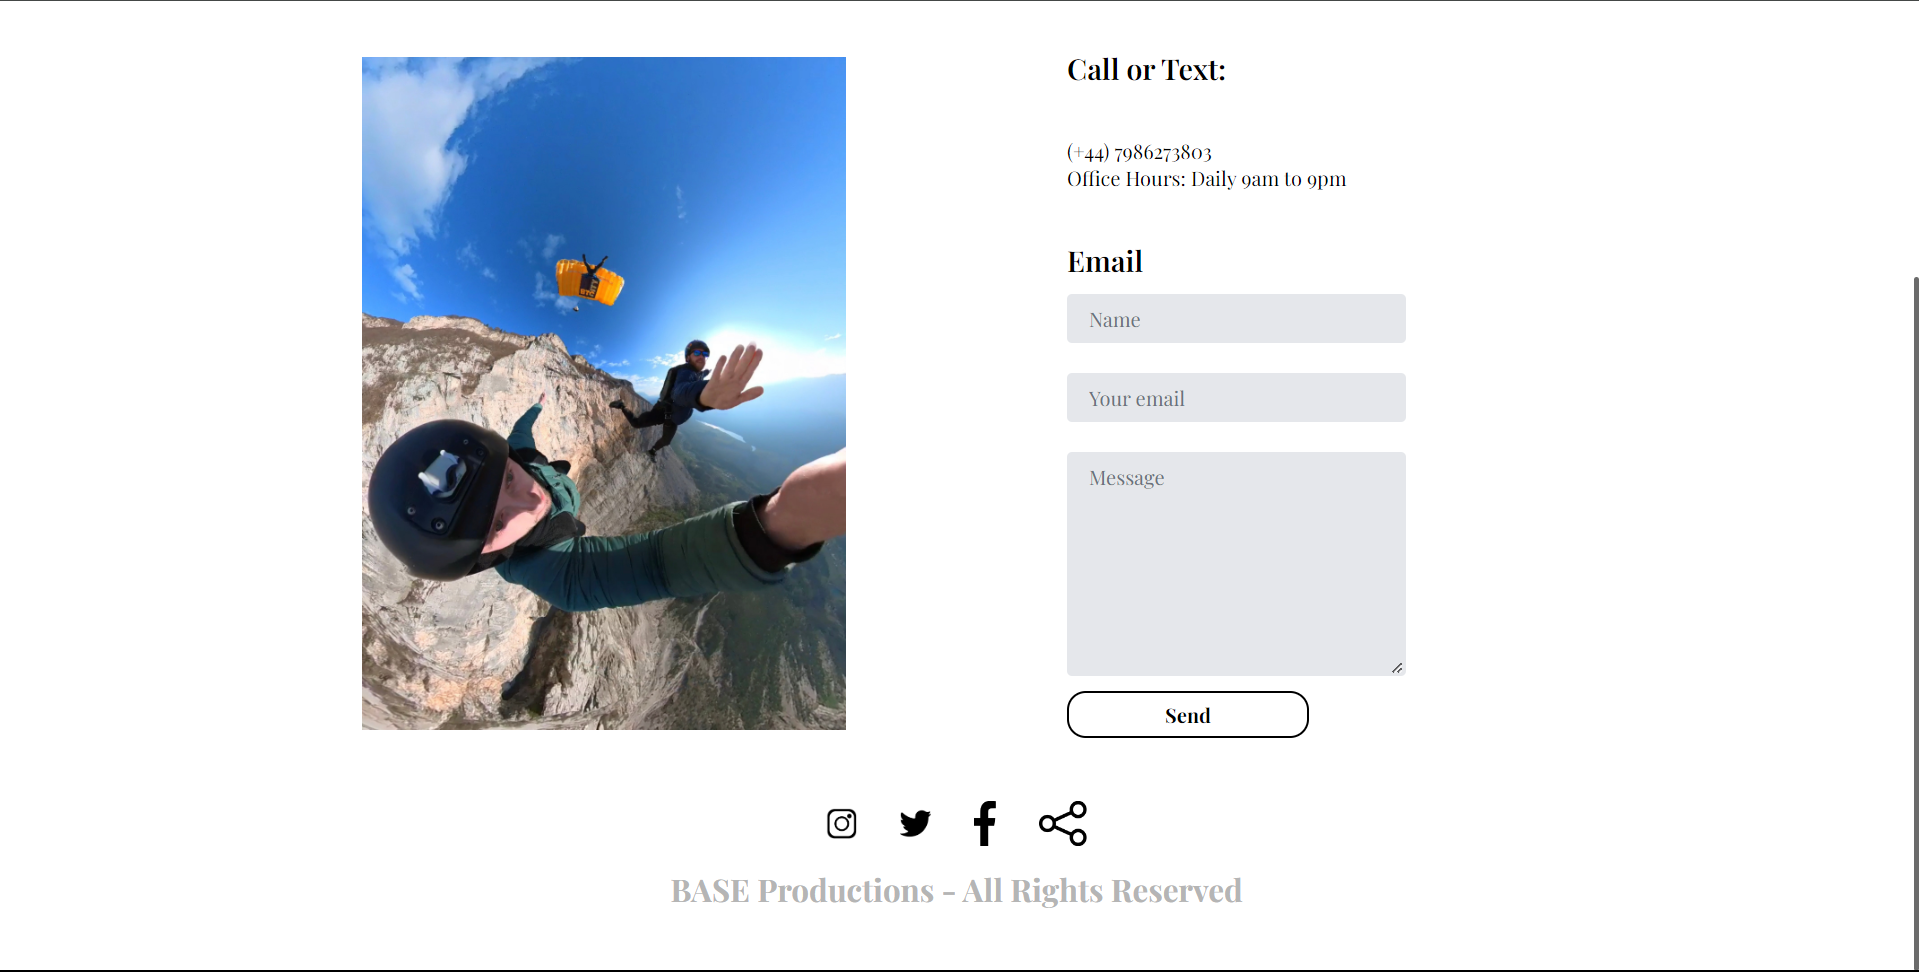 Call or Text:
(+44) 7986273803
Office Hours: Daily 9am to 9pm
Email
Name
Your email
Message
Send
BASE Productions - All Rights Reserved